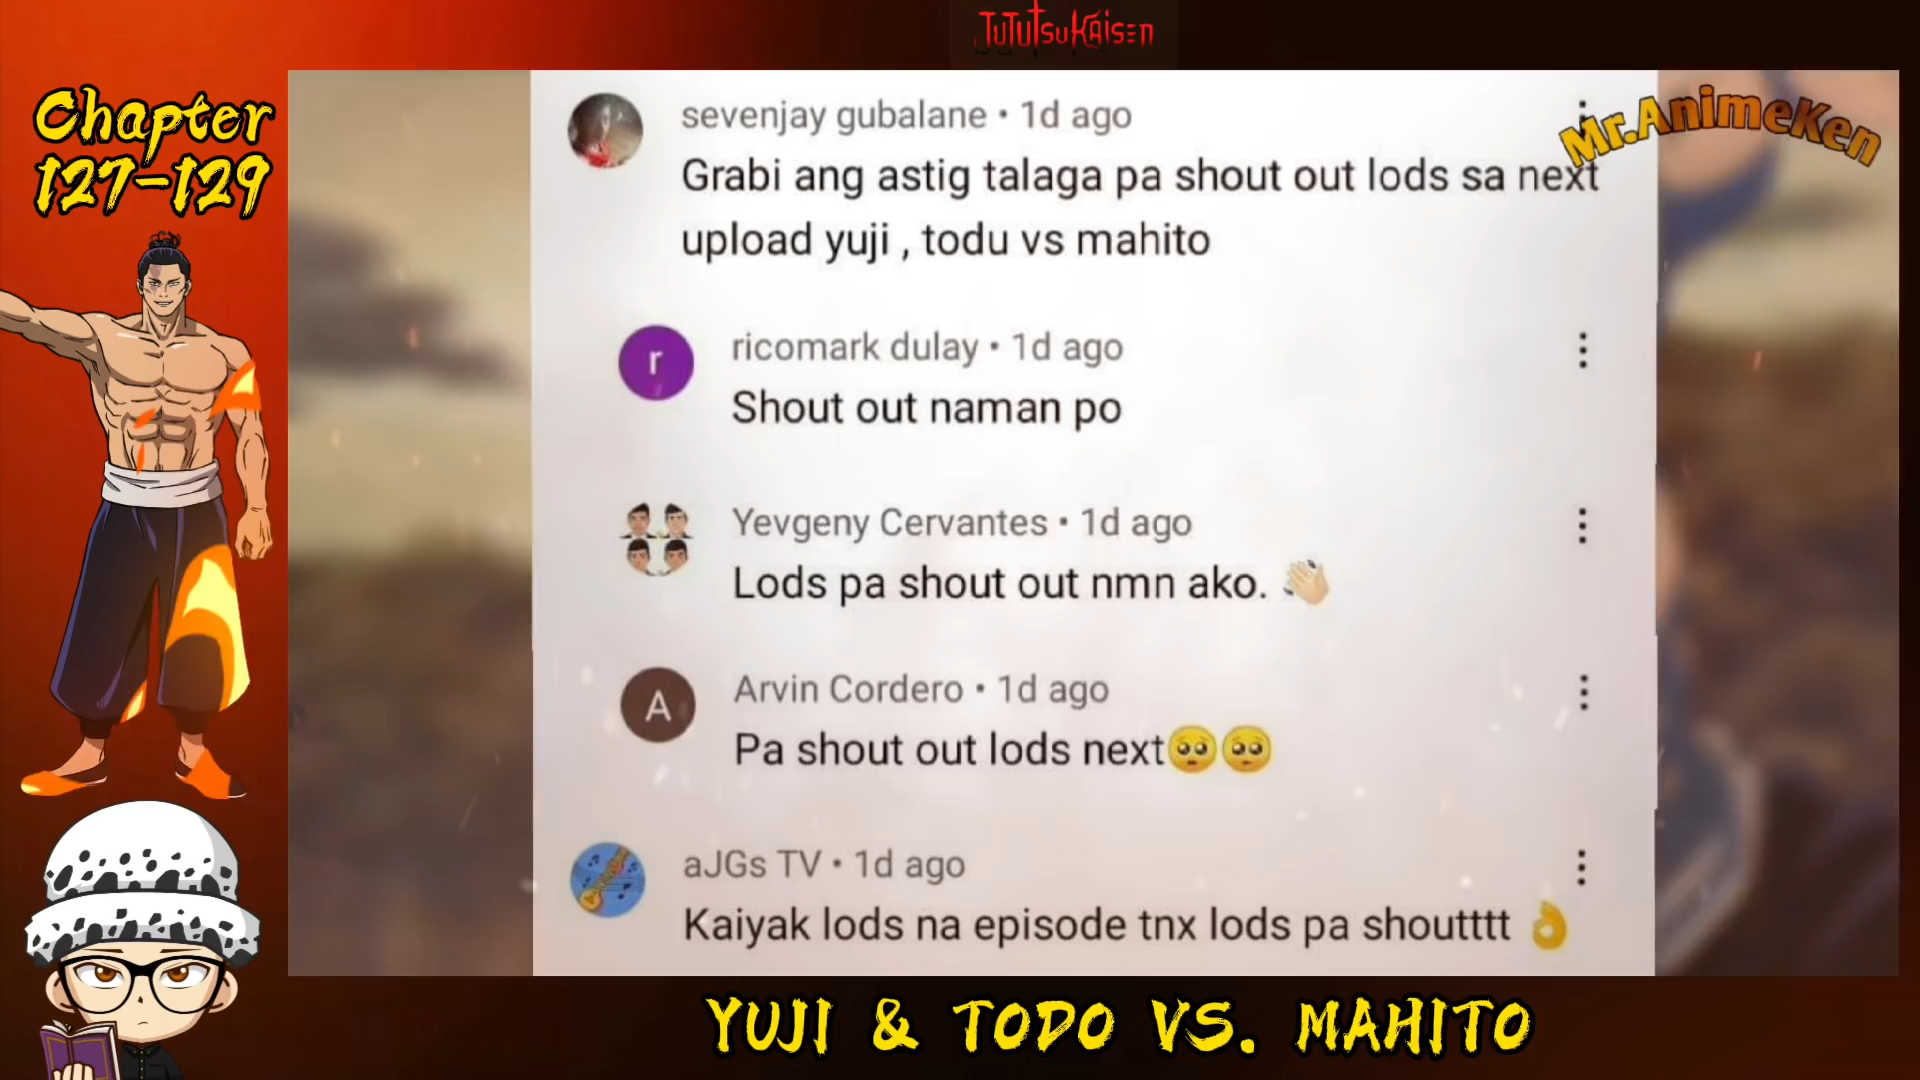 JuJutsuKaisen
Chapter
127-129
Mr.AnimeKen
sevenjay gubalane • 1d ago
Grabi ang astig talaga pa shout out lods sa next
upload yuji , todu vs mahito
r
ricomark dulay • 1d ago
Shout out naman po
Yevgeny Cervantes • 1d ago
Lods pa shout out nmn ako. 👋🏻
A
Arvin Cordero • 1d ago
Pa shout out lods next🥺🥺
aJGs TV • 1d ago
Kaiyak lods na episode tnx lods pa shoutttt 👌
YUJI & TODO VS. MAHITO